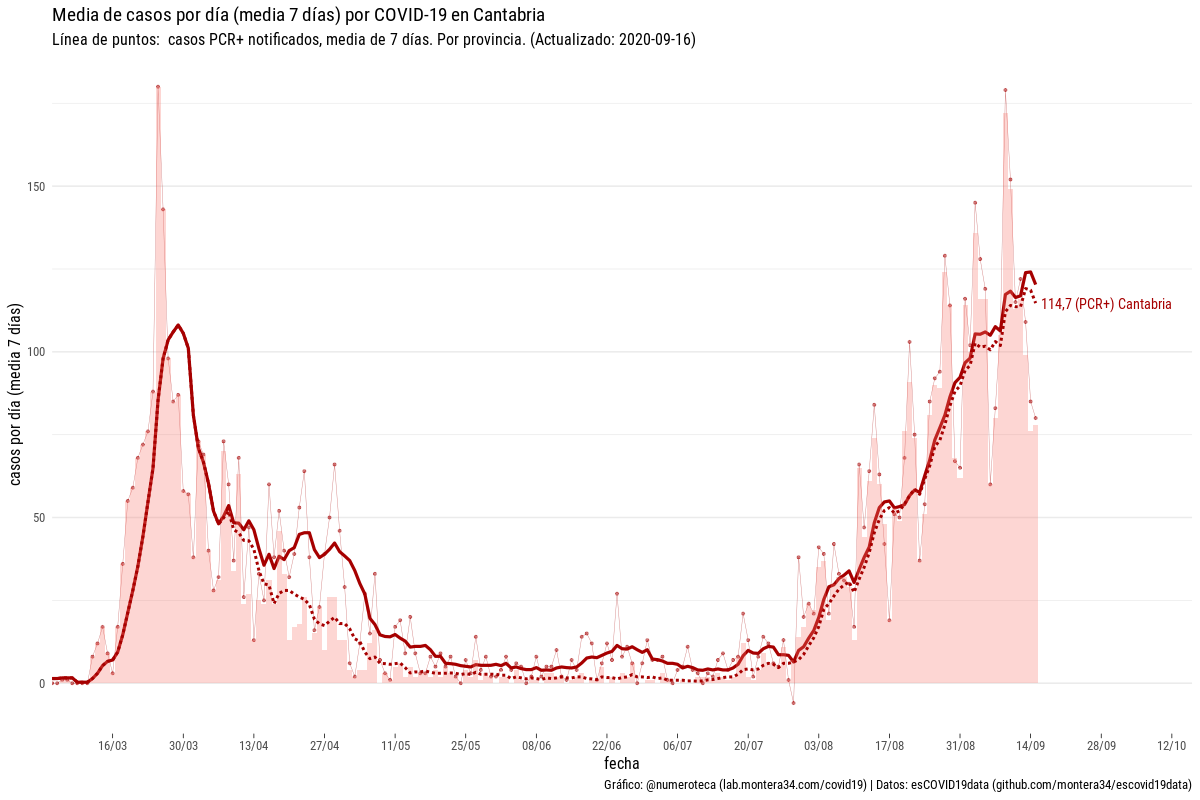 Media de casos por día (media 7 días) por COVID-19 en Cantabria
Línea de puntos:  casos PCR+ notificados, media de 7 días. Por provincia. (Actualizado: 2020-09-16)
casos por día (media 7 días)
150
100
50
0
114,7 (PCR+) Cantabria
16/03 30/03 13/04 27/04 11/05 25/05 08/06 22/06 06/07 20/07 03/08 17/08 31/08 14/09 28/09 12/10
fecha
Gráfico: @numeroteca (lab.montera34.com/covid19) | Datos: esCOVID19data (github.com/montera34/escovid19data)